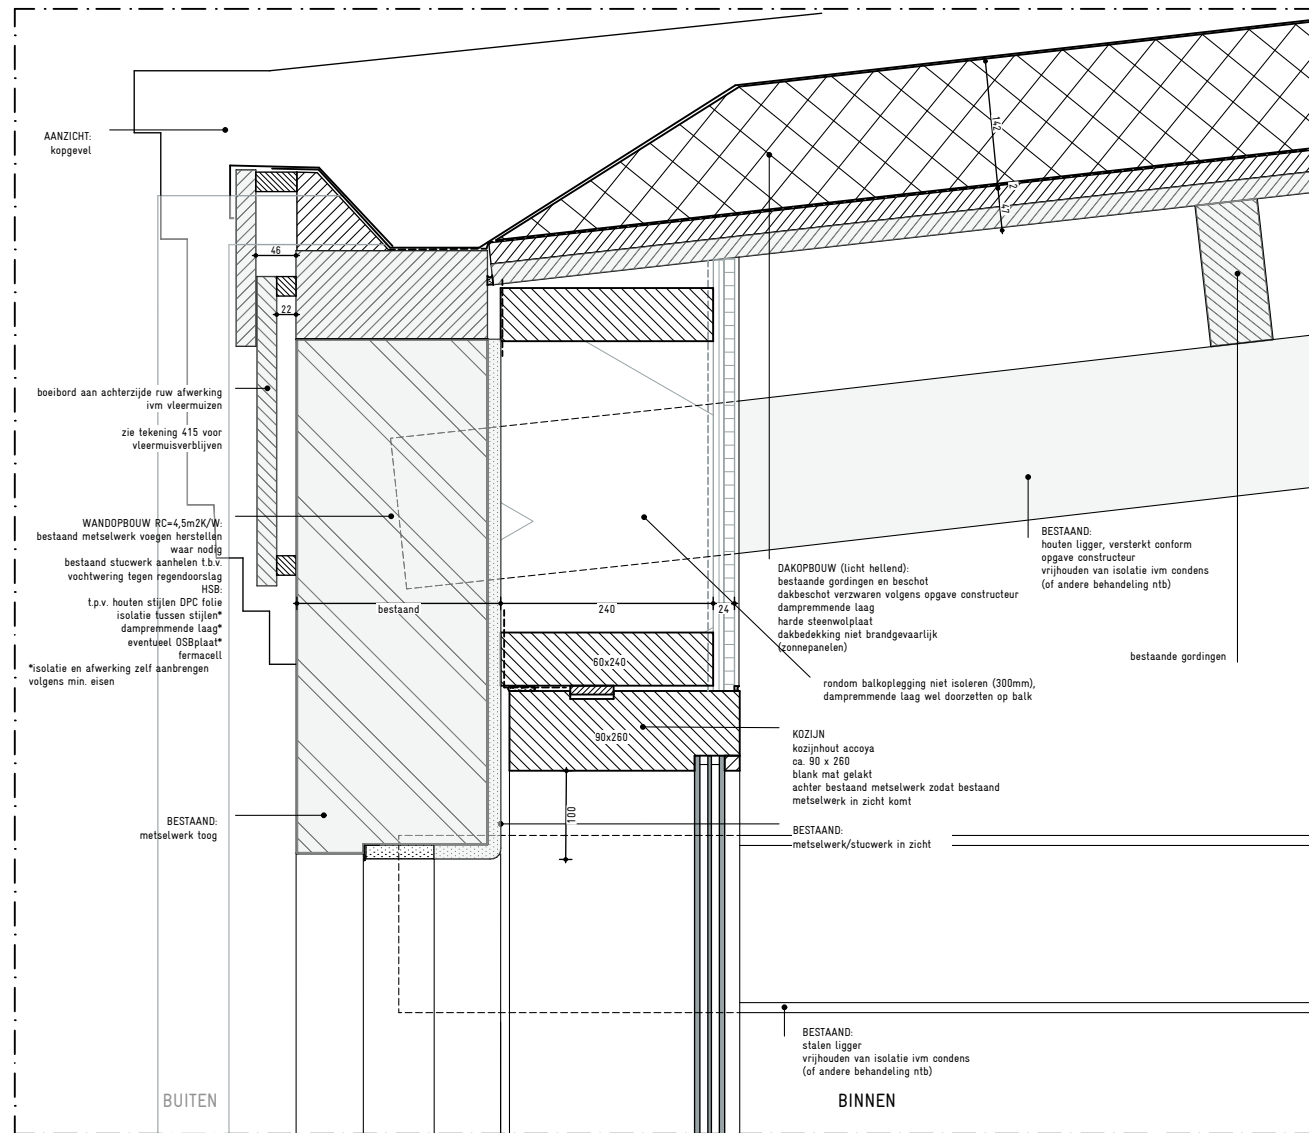 AANZICHT:
kopgevel
142
2
47
46
22
boeibord aan achterzijde ruw afwerking
ivm vleermuizen
zie tekening 415 voor
vleermuisverblijven
WANDOPBOUW RC=4,5m2K/W:
bestaand metselwerk voegen herstellen
waar nodig
bestaand stucwerk aanhelen t.b.v.
vochtwering tegen regendoorslag
HSB:
t.p.v. houten stijlen DPC folie
isolatie tussen stijlen*
dampremmende laag*
eventueel OSBplaat*
fermacell
*isolatie en afwerking zelf aanbrengen
volgens min. eisen
bestaand
240
24
60x240
90x260
100
BESTAAND:
houten ligger, versterkt conform
opgave constructeur
vrijhouden van isolatie ivm condens
(of andere behandeling ntb)
DAKOPBOUW (licht hellend):
bestaande gordingen en beschot
dakbeschot verzwaren volgens opgave constructeur
dampremmende laag
harde steenwolplaat
dakbedekking niet brandgevaarlijk
(zonnepanelen)
bestaande gordingen
rondom balkoplegging niet isoleren (300mm),
dampremmende laag wel doorzetten op balk
KOZIJN
kozijnhout accoya
ca. 90 x 260
blank mat gelakt
achter bestaand metselwerk zodat bestaand
metselwerk in zicht komt
BESTAAND:
metselwerk toog
BESTAAND:
metselwerk/stucwerk in zicht
BESTAAND:
stalen ligger
vrijhouden van isolatie ivm condens
(of andere behandeling ntb)
BUITEN
BINNEN